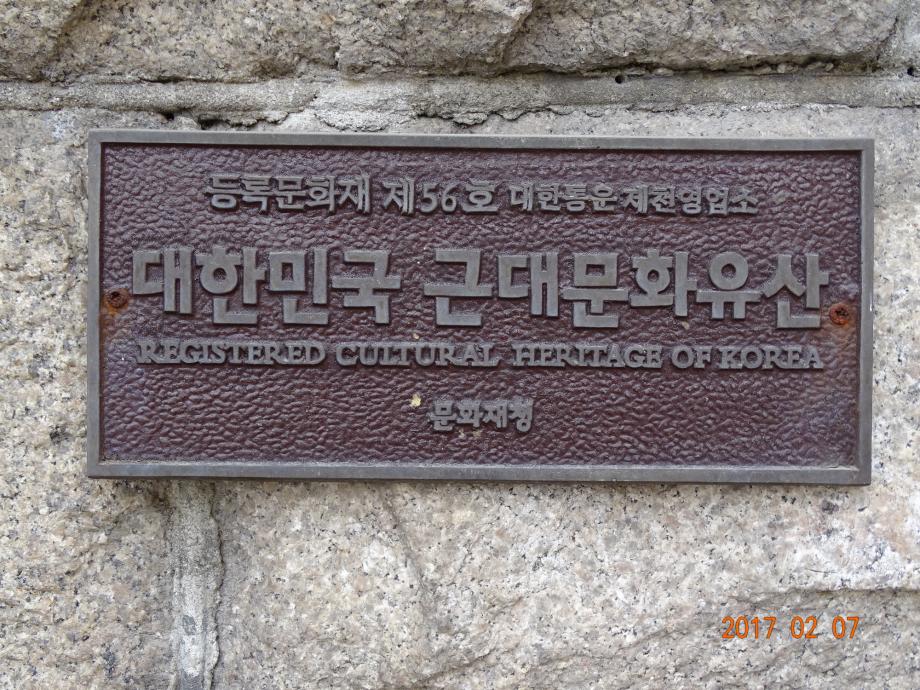 등록문화재 제56호 대한통운 제천영업소
대한민국 근대문화유산
REGISTERED CULTURAL HERITAGE OF KOREA
문화재청
2017 02 07